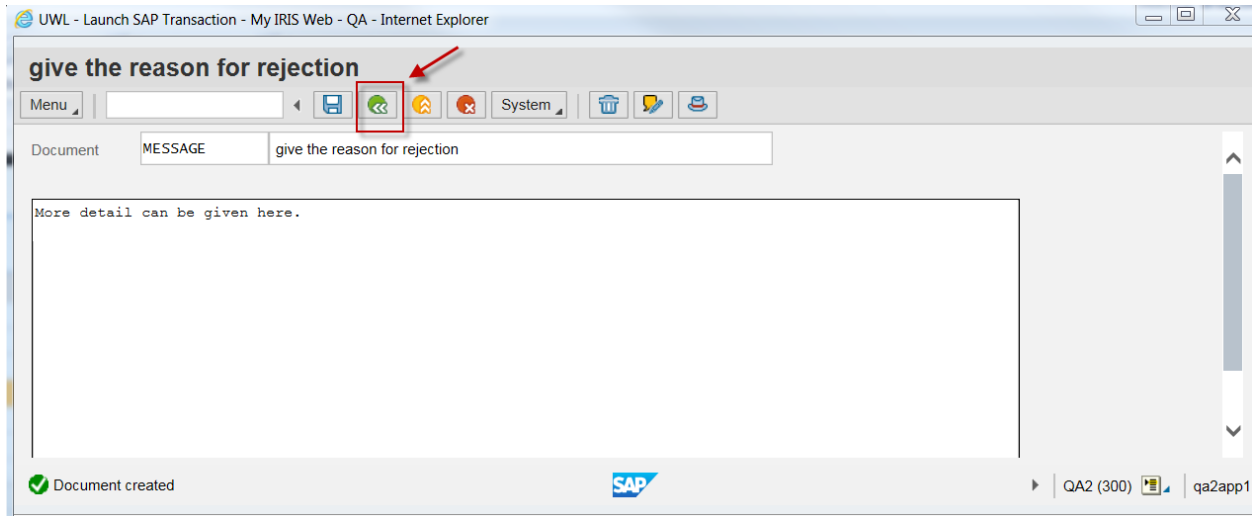 UWL - Launch SAP Transaction - My IRIS Web - QA - Internet Explorer
give the reason for rejection
Menu System
Document MESSAGE give the reason for rejection
More detail can be given here.
Document created SAP QA2 (300) qa2app1